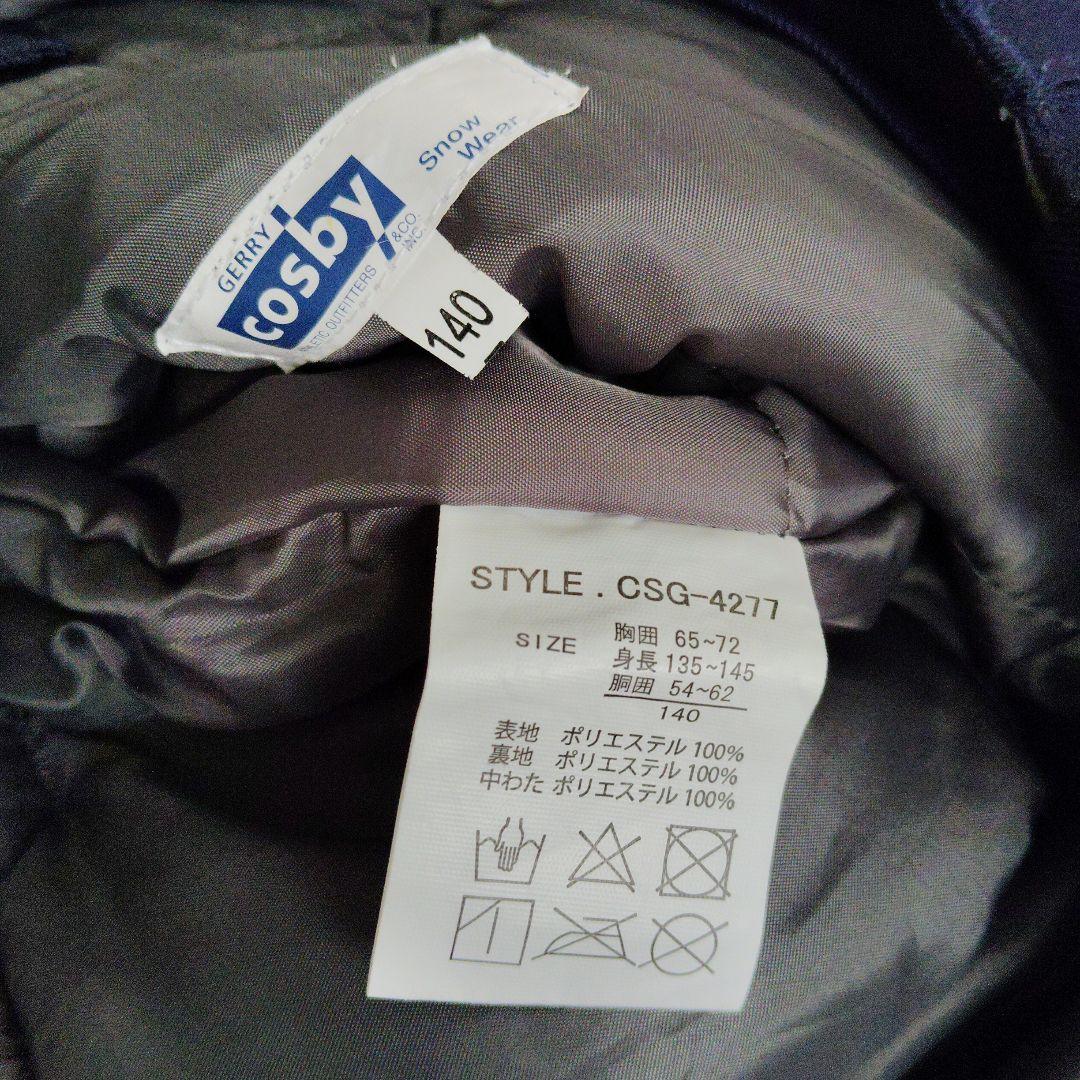 GERRY
cosby
OUTFITTERS
&CO.
INC.
Snow
Wear
140
STYLE. CSG-4277
SIZE
胸囲 65~72
身長 135~145
胴囲 54~62
140
表地 ポリエステル 100%
裏地 ポリエステル 100%
中わた ポリエステル 100%